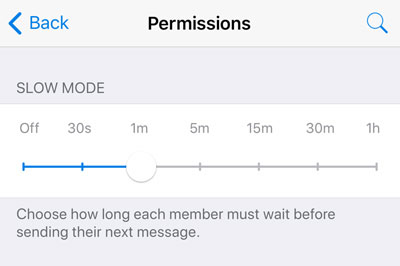 Back Permissions
SLOW MODE
Off 30s 1m 5m 15m 30m 1h
Choose how long each member must wait before
sending their next message.